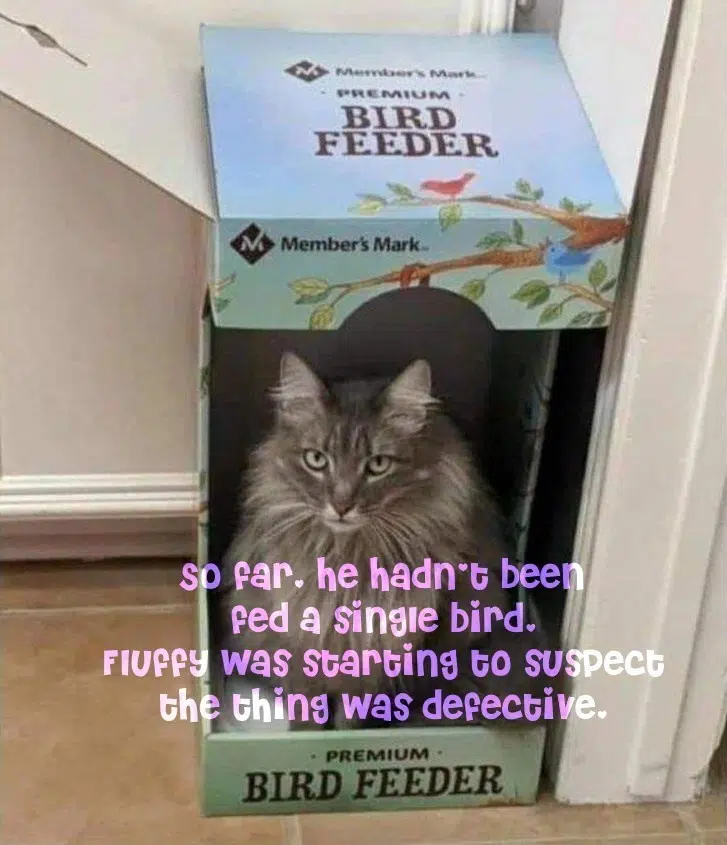 Member's Mark
PREMIUM
BIRD
FEEDER
Member's Mark
so far, he hadn't been
fed a single bird.
Fluffy was starting to suspect
the thing was defective.
· PREMIUM ·
BIRD FEEDER